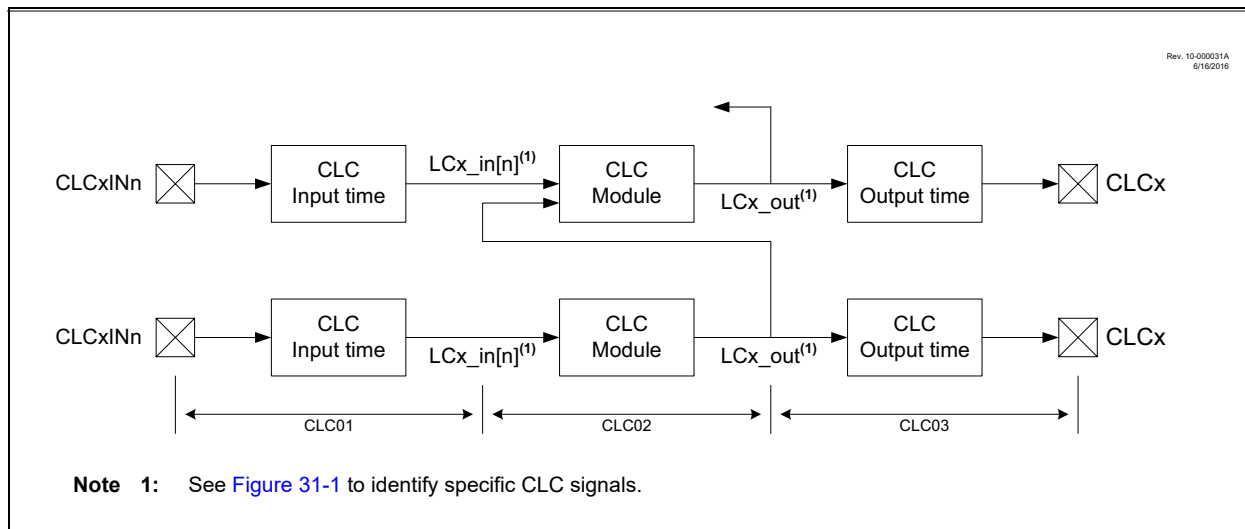 Rev. 10-000031A
6/16/2016
CLCxINn
CLC
Input time
LCx_in[n](1)
CLC
Module
LCx_out(1)
CLC
Output time
CLCx
CLCxINn
CLC
Input time
LCx_in[n](1)
CLC
Module
LCx_out(1)
CLC
Output time
CLCx
CLC01
CLC02
CLC03
Note 1: See Figure 31-1 to identify specific CLC signals.